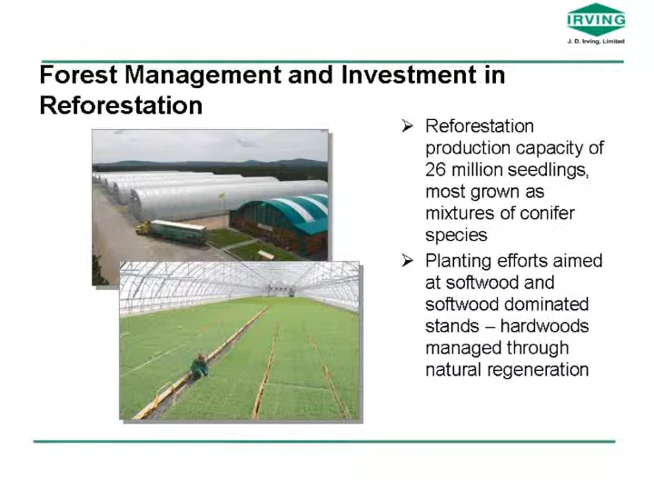 IRVING
J. D. Irving, Limited
Forest Management and Investment in
Reforestation
➢ Reforestation
production capacity of
26 million seedlings,
most grown as
mixtures of conifer
species
➢ Planting efforts aimed
at softwood and
softwood dominated
stands – hardwoods
managed through
natural regeneration